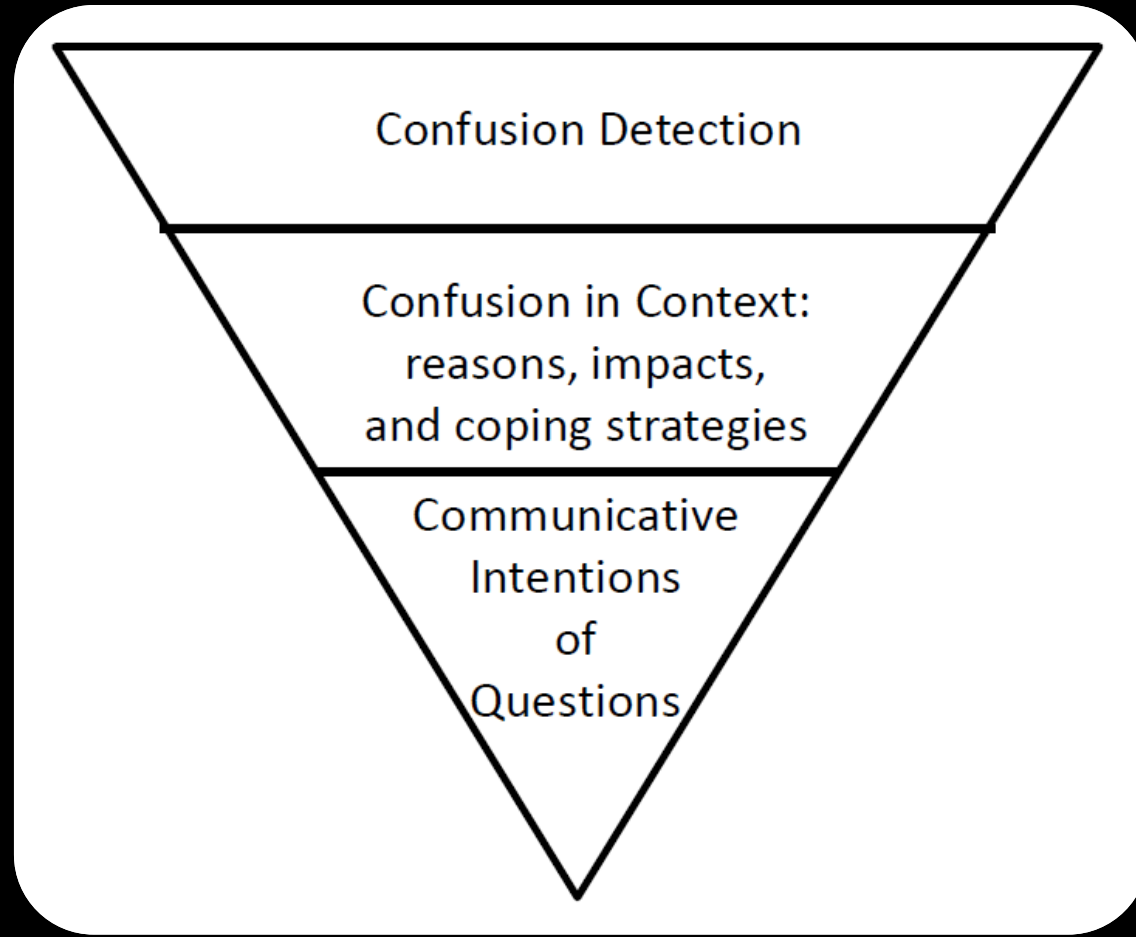 Confusion Detection
Confusion in Context:
reasons, impacts,
and coping strategies
Communicative
Intentions
of
Questions